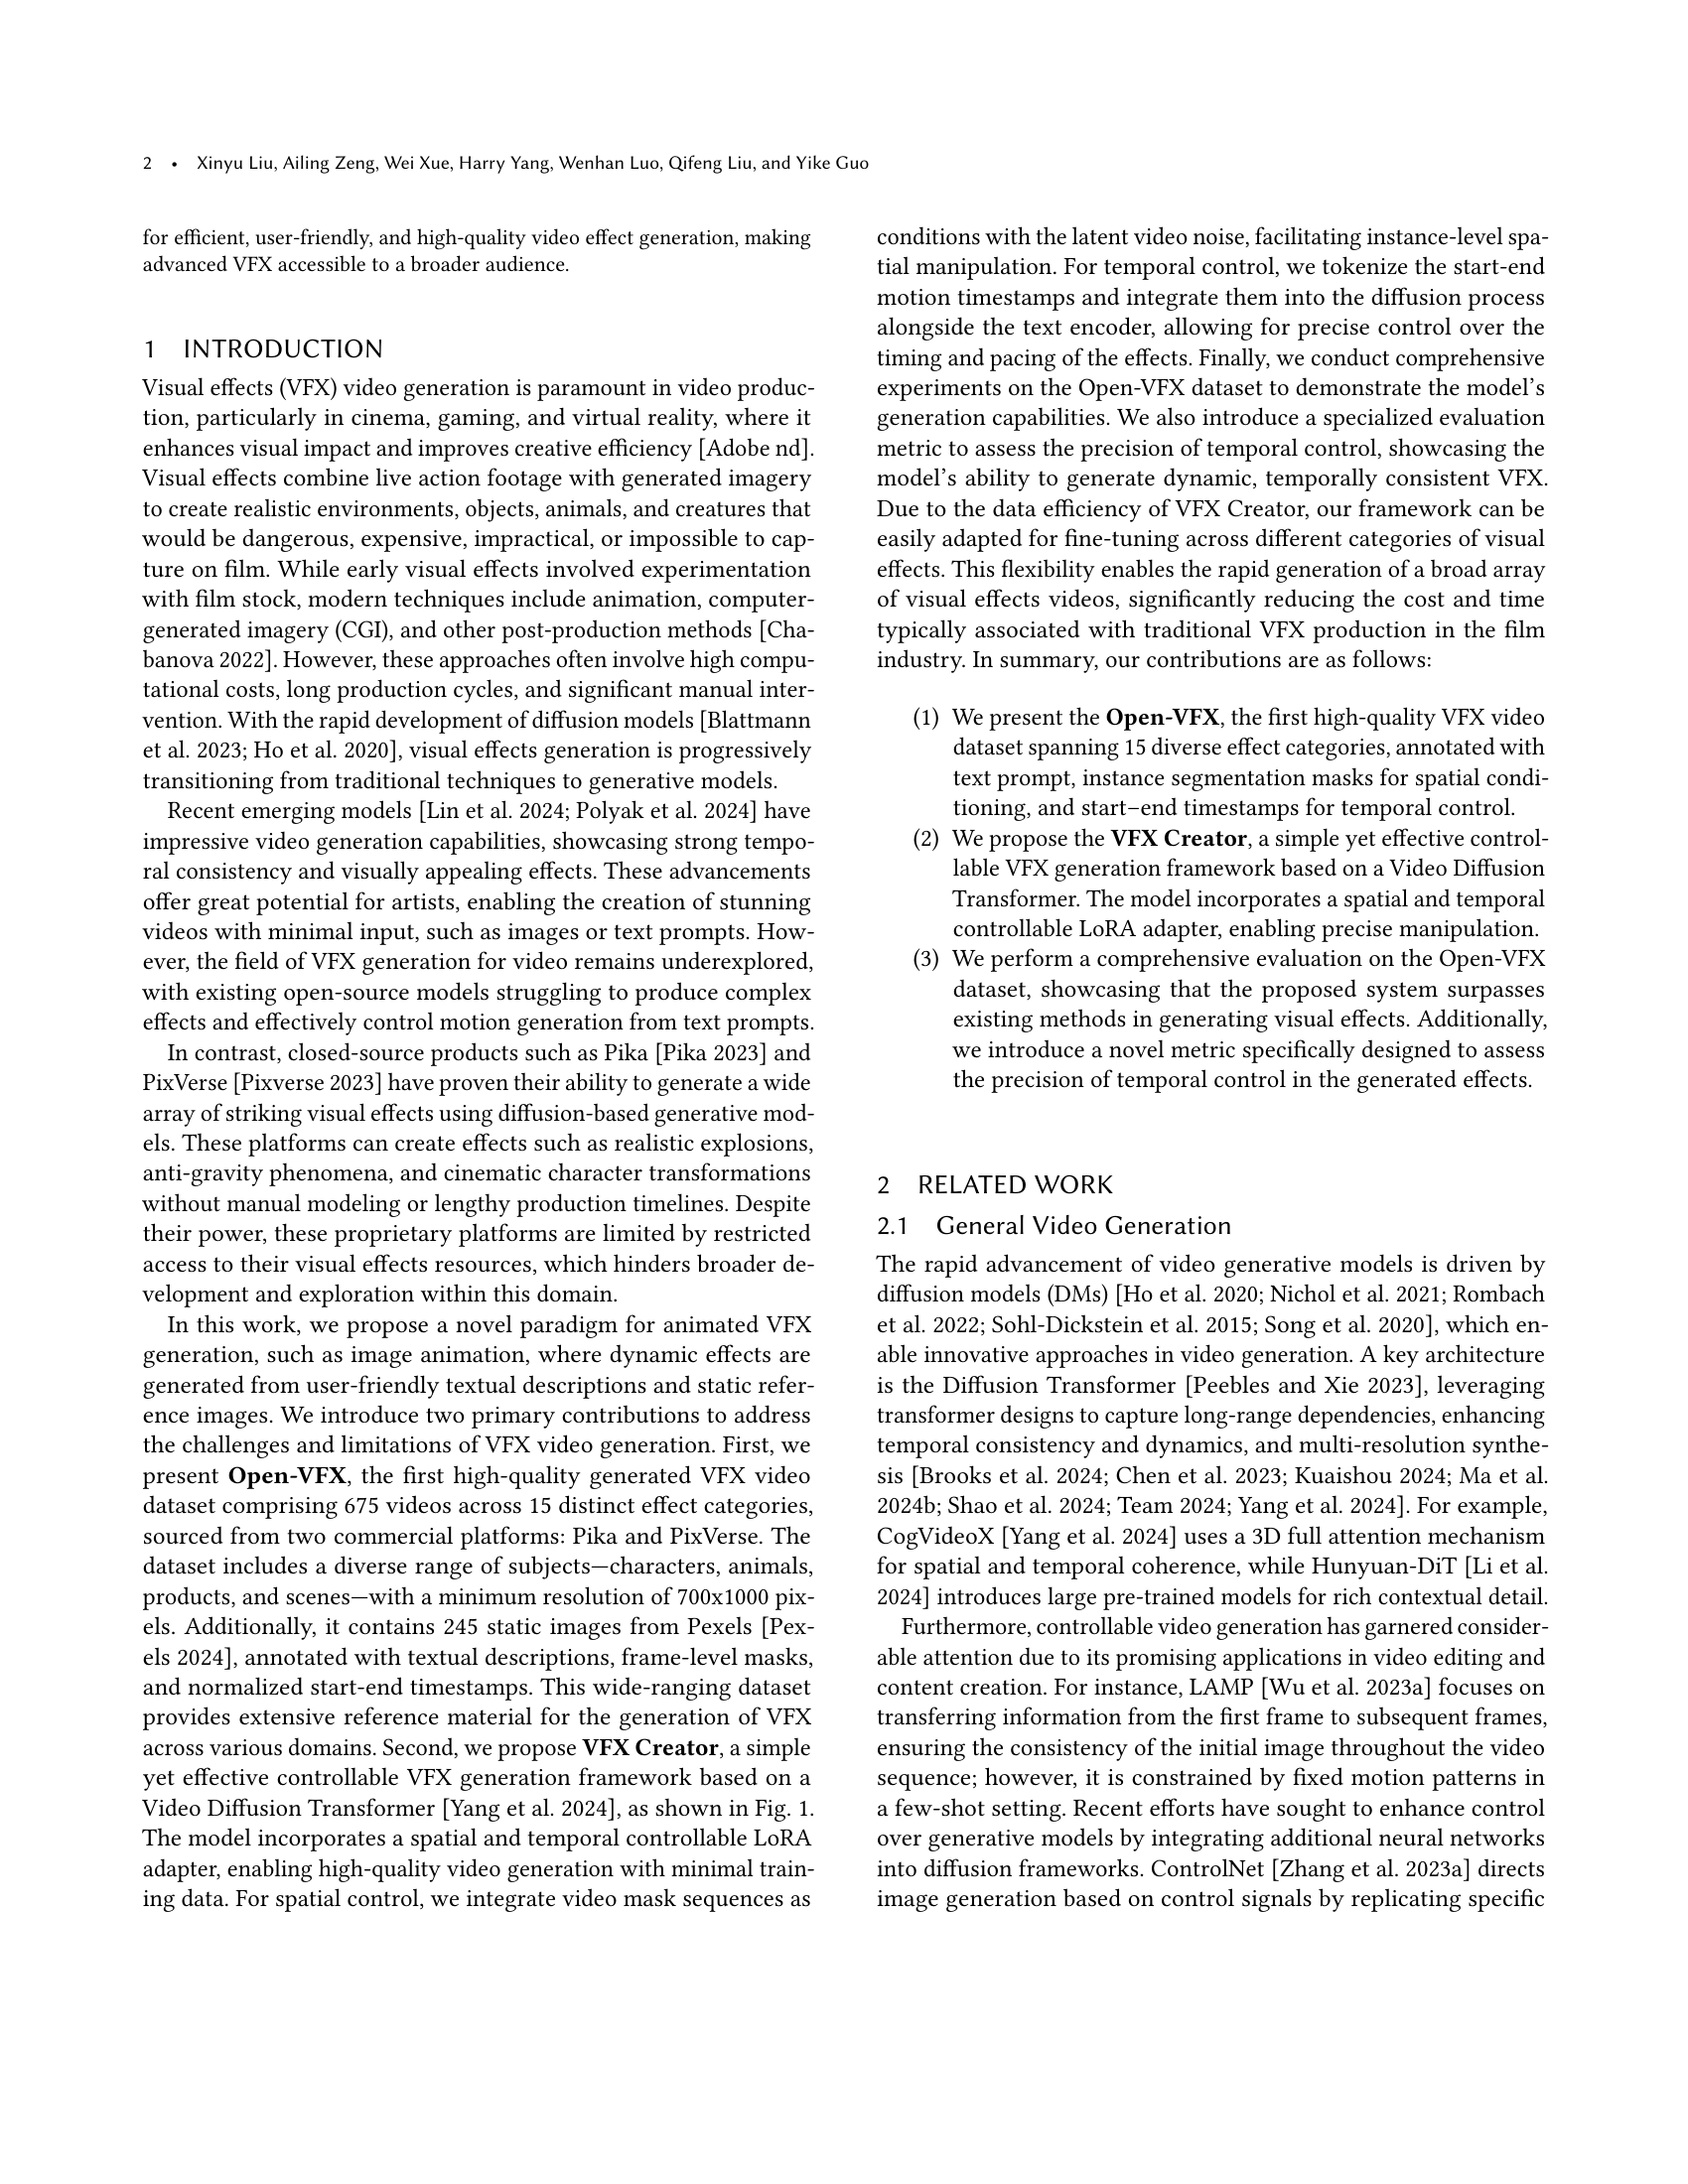 2 • Xinyu Liu, Ailing Zeng, Wei Xue, Harry Yang, Wenhan Luo, Qifeng Liu, and Yike Guo
for efficient, user-friendly, and high-quality video effect generation, making
advanced VFX accessible to a broader audience.
1 INTRODUCTION
Visual effects (VFX) video generation is paramount in video produc-
tion, particularly in cinema, gaming, and virtual reality, where it
enhances visual impact and improves creative efficiency [Adobe nd].
Visual effects combine live action footage with generated imagery
to create realistic environments, objects, animals, and creatures that
would be dangerous, expensive, impractical, or impossible to cap-
ture on film. While early visual effects involved experimentation
with film stock, modern techniques include animation, computer-
generated imagery (CGI), and other post-production methods [Cha-
banova 2022]. However, these approaches often involve high compu-
tational costs, long production cycles, and significant manual inter-
vention. With the rapid development of diffusion models [Blattmann
et al. 2023; Ho et al. 2020], visual effects generation is progressively
transitioning from traditional techniques to generative models.
Recent emerging models [Lin et al. 2024; Polyak et al. 2024] have
impressive video generation capabilities, showcasing strong tempo-
ral consistency and visually appealing effects. These advancements
offer great potential for artists, enabling the creation of stunning
videos with minimal input, such as images or text prompts. How-
ever, the field of VFX generation for video remains underexplored,
with existing open-source models struggling to produce complex
effects and effectively control motion generation from text prompts.
In contrast, closed-source products such as Pika [Pika 2023] and
PixVerse [Pixverse 2023] have proven their ability to generate a wide
array of striking visual effects using diffusion-based generative mod-
els. These platforms can create effects such as realistic explosions,
anti-gravity phenomena, and cinematic character transformations
without manual modeling or lengthy production timelines. Despite
their power, these proprietary platforms are limited by restricted
access to their visual effects resources, which hinders broader de-
velopment and exploration within this domain.
In this work, we propose a novel paradigm for animated VFX
generation, such as image animation, where dynamic effects are
generated from user-friendly textual descriptions and static refer-
ence images. We introduce two primary contributions to address
the challenges and limitations of VFX video generation. First, we
present Open-VFX, the first high-quality generated VFX video
dataset comprising 675 videos across 15 distinct effect categories,
sourced from two commercial platforms: Pika and PixVerse. The
dataset includes a diverse range of subjects—characters, animals,
products, and scenes—with a minimum resolution of 700x1000 pix-
els. Additionally, it contains 245 static images from Pexels [Pex-
els 2024], annotated with textual descriptions, frame-level masks,
and normalized start-end timestamps. This wide-ranging dataset
provides extensive reference material for the generation of VFX
across various domains. Second, we propose VFX Creator, a simple
yet effective controllable VFX generation framework based on a
Video Diffusion Transformer [Yang et al. 2024], as shown in Fig. 1.
The model incorporates a spatial and temporal controllable LoRA
adapter, enabling high-quality video generation with minimal train-
ing data. For spatial control, we integrate video mask sequences as
conditions with the latent video noise, facilitating instance-level spa-
tial manipulation. For temporal control, we tokenize the start-end
motion timestamps and integrate them into the diffusion process
alongside the text encoder, allowing for precise control over the
timing and pacing of the effects. Finally, we conduct comprehensive
experiments on the Open-VFX dataset to demonstrate the model's
generation capabilities. We also introduce a specialized evaluation
metric to assess the precision of temporal control, showcasing the
model's ability to generate dynamic, temporally consistent VFX.
Due to the data efficiency of VFX Creator, our framework can be
easily adapted for fine-tuning across different categories of visual
effects. This flexibility enables the rapid generation of a broad array
of visual effects videos, significantly reducing the cost and time
typically associated with traditional VFX production in the film
industry. In summary, our contributions are as follows:
(1) We present the Open-VFX, the first high-quality VFX video
dataset spanning 15 diverse effect categories, annotated with
text prompt, instance segmentation masks for spatial condi-
tioning, and start–end timestamps for temporal control.
(2) We propose the VFX Creator, a simple yet effective control-
lable VFX generation framework based on a Video Diffusion
Transformer. The model incorporates a spatial and temporal
controllable LoRA adapter, enabling precise manipulation.
(3) We perform a comprehensive evaluation on the Open-VFX
dataset, showcasing that the proposed system surpasses
existing methods in generating visual effects. Additionally,
we introduce a novel metric specifically designed to assess
the precision of temporal control in the generated effects.
2 RELATED WORK
2.1 General Video Generation
The rapid advancement of video generative models is driven by
diffusion models (DMs) [Ho et al. 2020; Nichol et al. 2021; Rombach
et al. 2022; Sohl-Dickstein et al. 2015; Song et al. 2020], which en-
able innovative approaches in video generation. A key architecture
is the Diffusion Transformer [Peebles and Xie 2023], leveraging
transformer designs to capture long-range dependencies, enhancing
temporal consistency and dynamics, and multi-resolution synthe-
sis [Brooks et al. 2024; Chen et al. 2023; Kuaishou 2024; Ma et al.
2024b; Shao et al. 2024; Team 2024; Yang et al. 2024]. For example,
CogVideoX [Yang et al. 2024] uses a 3D full attention mechanism
for spatial and temporal coherence, while Hunyuan-DiT [Li et al.
2024] introduces large pre-trained models for rich contextual detail.
Furthermore, controllable video generation has garnered consider-
able attention due to its promising applications in video editing and
content creation. For instance, LAMP [Wu et al. 2023a] focuses on
transferring information from the first frame to subsequent frames,
ensuring the consistency of the initial image throughout the video
sequence; however, it is constrained by fixed motion patterns in
a few-shot setting. Recent efforts have sought to enhance control
over generative models by integrating additional neural networks
into diffusion frameworks. ControlNet [Zhang et al. 2023a] directs
image generation based on control signals by replicating specific